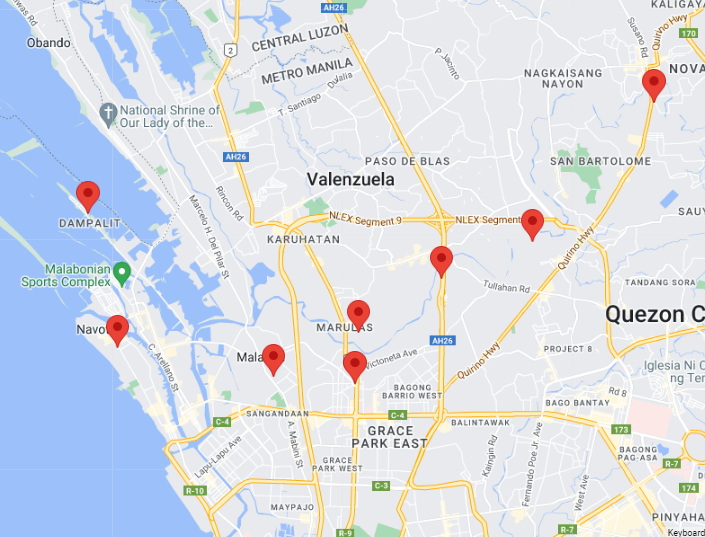 AH26
KALIGAYA
Susano Rd
Quirino Hwy
170
Obando
2
CENTRAL LUZON
METRO MANILA
P. Jacinto
NAGKAISANG
NAYON
NOVA
T. Santiago
Dulalia
National Shrine of
Our Lady of the...
AH26
PASO DE BLAS
SAN BARTOLOME
Valenzuela
Rincon Rd
Marcelo H. Del Pilar St
DAMPALIT
NLEX Segment 9
NLEX Segment
SAUY
KARUHATAN
Quirino Hwy
Malabonian
Sports Complex
Tullahan Rd
TANDANG SORA
Quezon C
Navot
MARULAS
Mala
C. Arellano St
Victoneta Ave
AH26
PROJECT 8
Quirino Hwy
Iglesia Ni C
ng Tem
BAGONG
BARRIO WEST
Rd B
BAGO BANTAY
SANGANDAAN
C-4
C-4
BALINTAWAK
173
GRACE
PARK EAST
A. Mabini St
Lapu-Lapu Ave
Kaingin Rd
Fernando Poe Jr. Ave
West Ave
BAGONG
PAG-ASA
R-7
GRACE
PARK WEST
R-10
C-3
D
174
MAYPAJO
R-9
R-7
PINYAHA
Keyboard